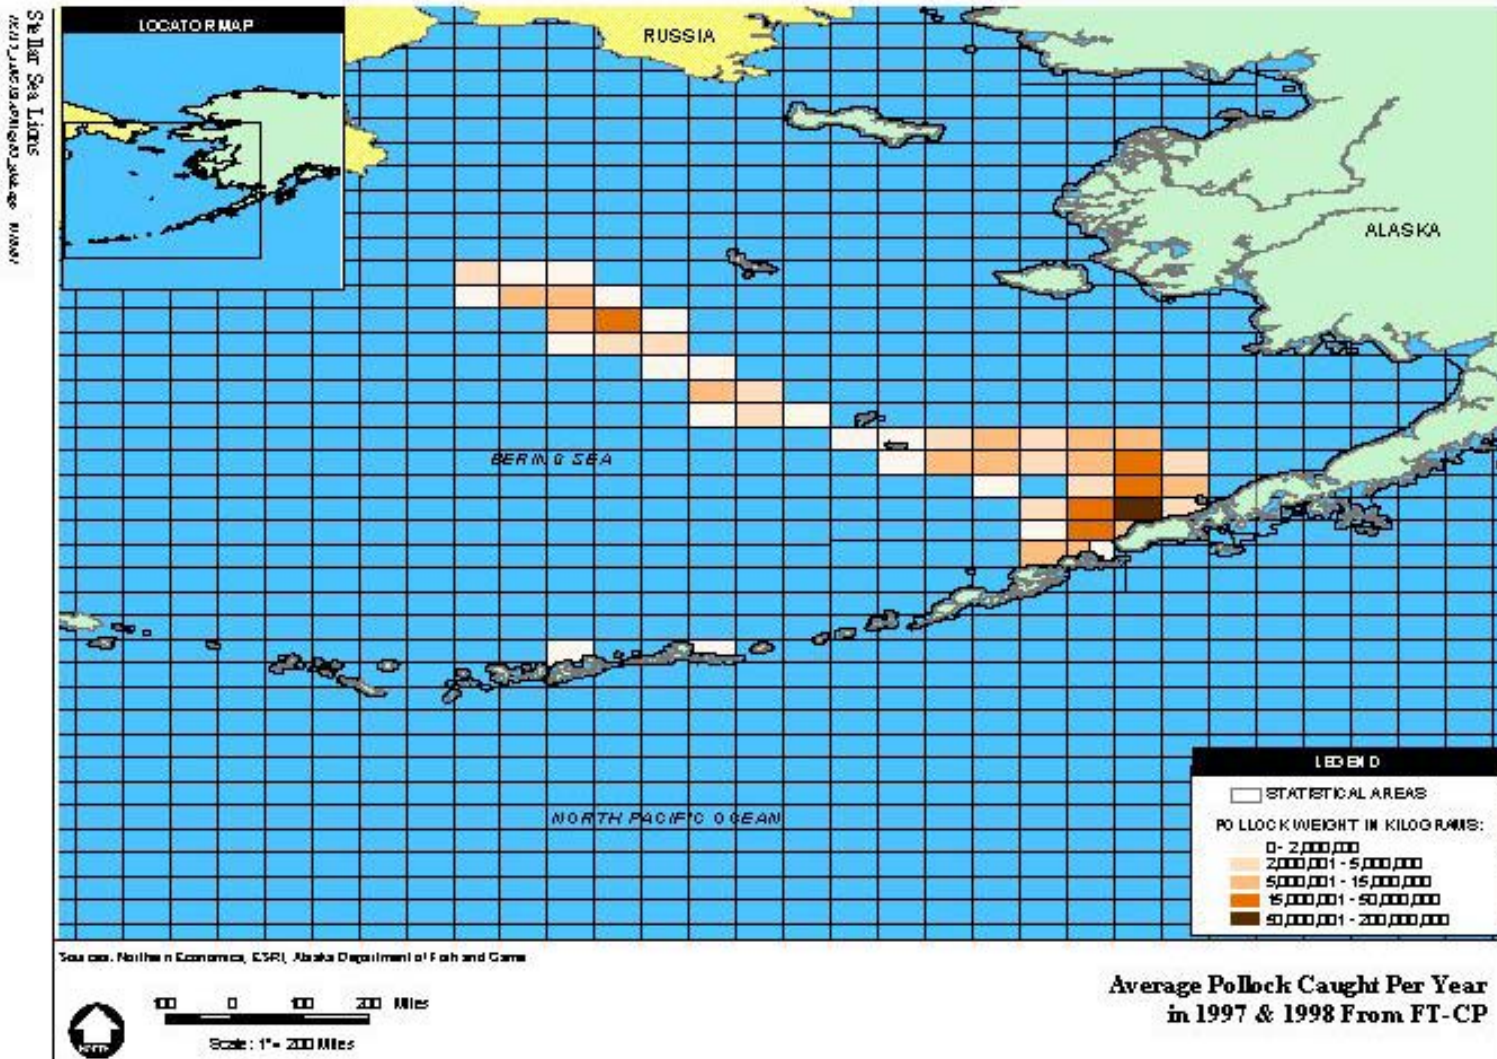 Stellar Sea Lions
LOCATOR MAP
RUSSIA
ALASKA
BERING SEA
NORTH PACIFIC OCEAN
LEGEND
STATISTICAL AREAS
POLLOCK WEIGHT IN KILOGRAMS:
0 - 2,000,000
2,000,001 - 5,000,000
5,000,001 - 15,000,000
15,000,001 - 50,000,000
50,000,001 - 200,000,000
Sources: Northern Economics, ESRI, Alaska Department of Fish and Game
100 0 100 200 Miles
Scale: 1" = 200 Miles
NORTH
Average Pollock Caught Per Year
in 1997 & 1998 From FT-CP